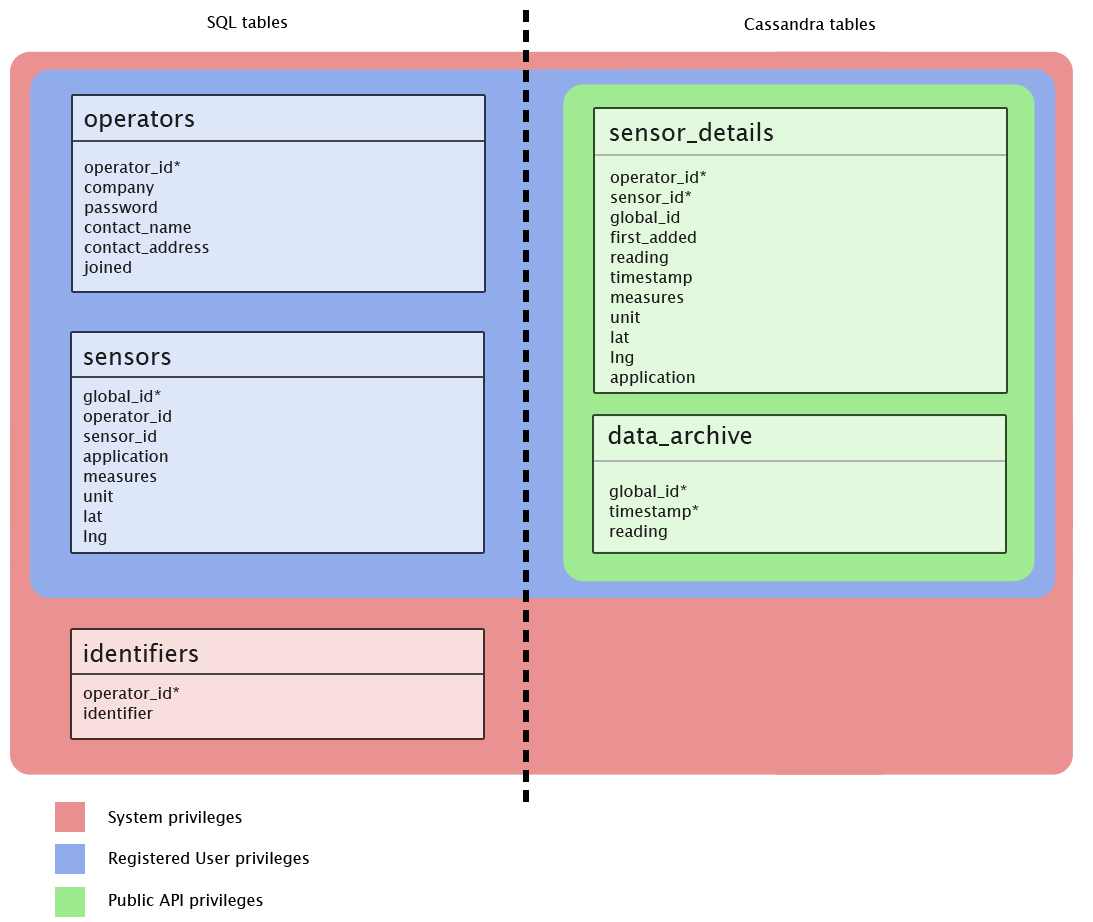 SQL tables
Cassandra tables
operators
operator_id*
company
password
contact_name
contact_address
joined
sensors
global_id*
operator_id
sensor_id
application
measures
unit
lat
lng
identifiers
operator_id*
identifier
sensor_details
operator_id*
sensor_id*
global_id
first_added
reading
timestamp
measures
unit
lat
lng
application
data_archive
global_id*
timestamp*
reading
System privileges
Registered User privileges
Public API privileges